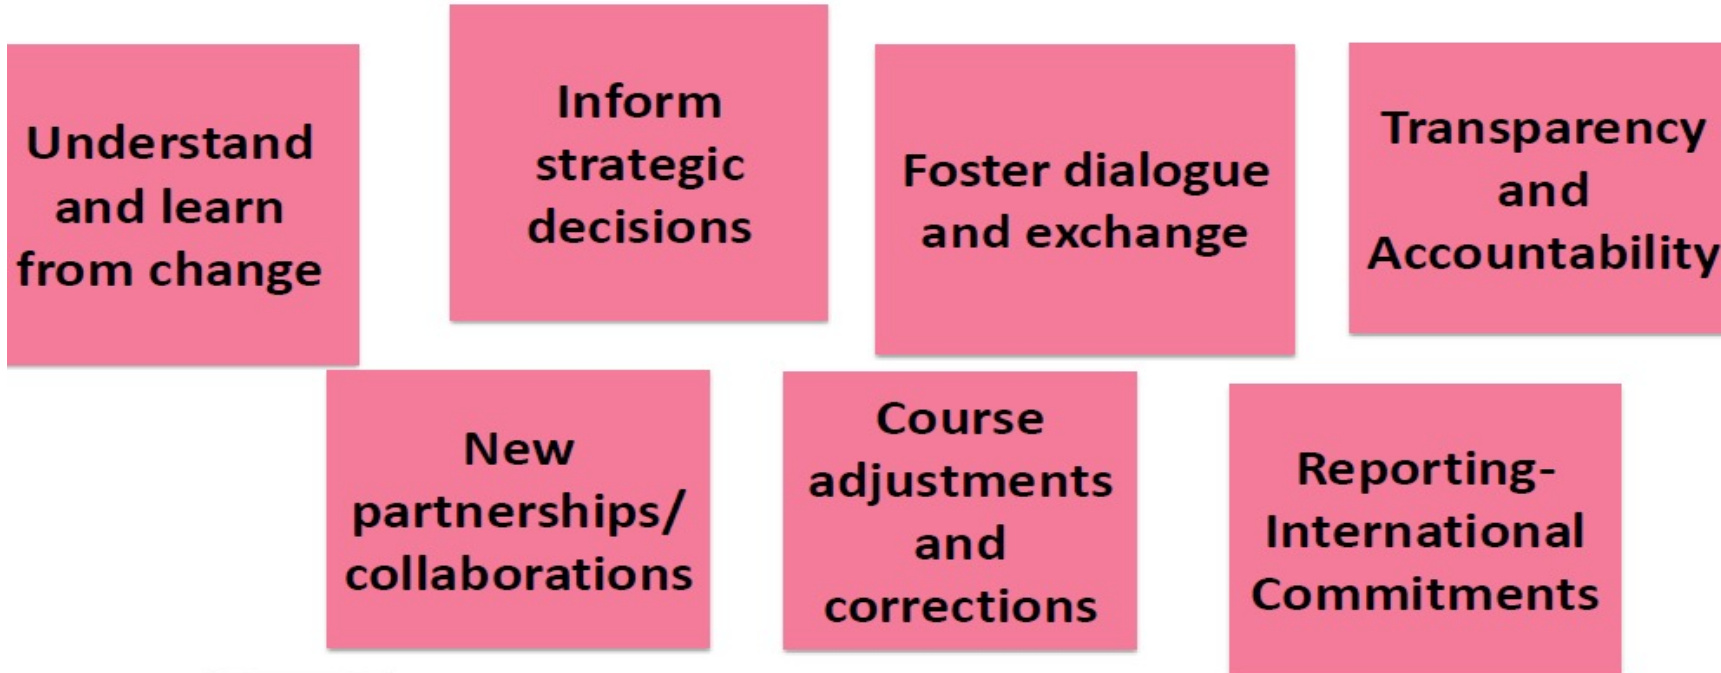 Understand
and learn
from change
Inform
strategic
decisions
Foster dialogue
and exchange
Transparency
and
Accountability
New
partnerships/
collaborations
Course
adjustments
and
corrections
Reporting-
International
Commitments